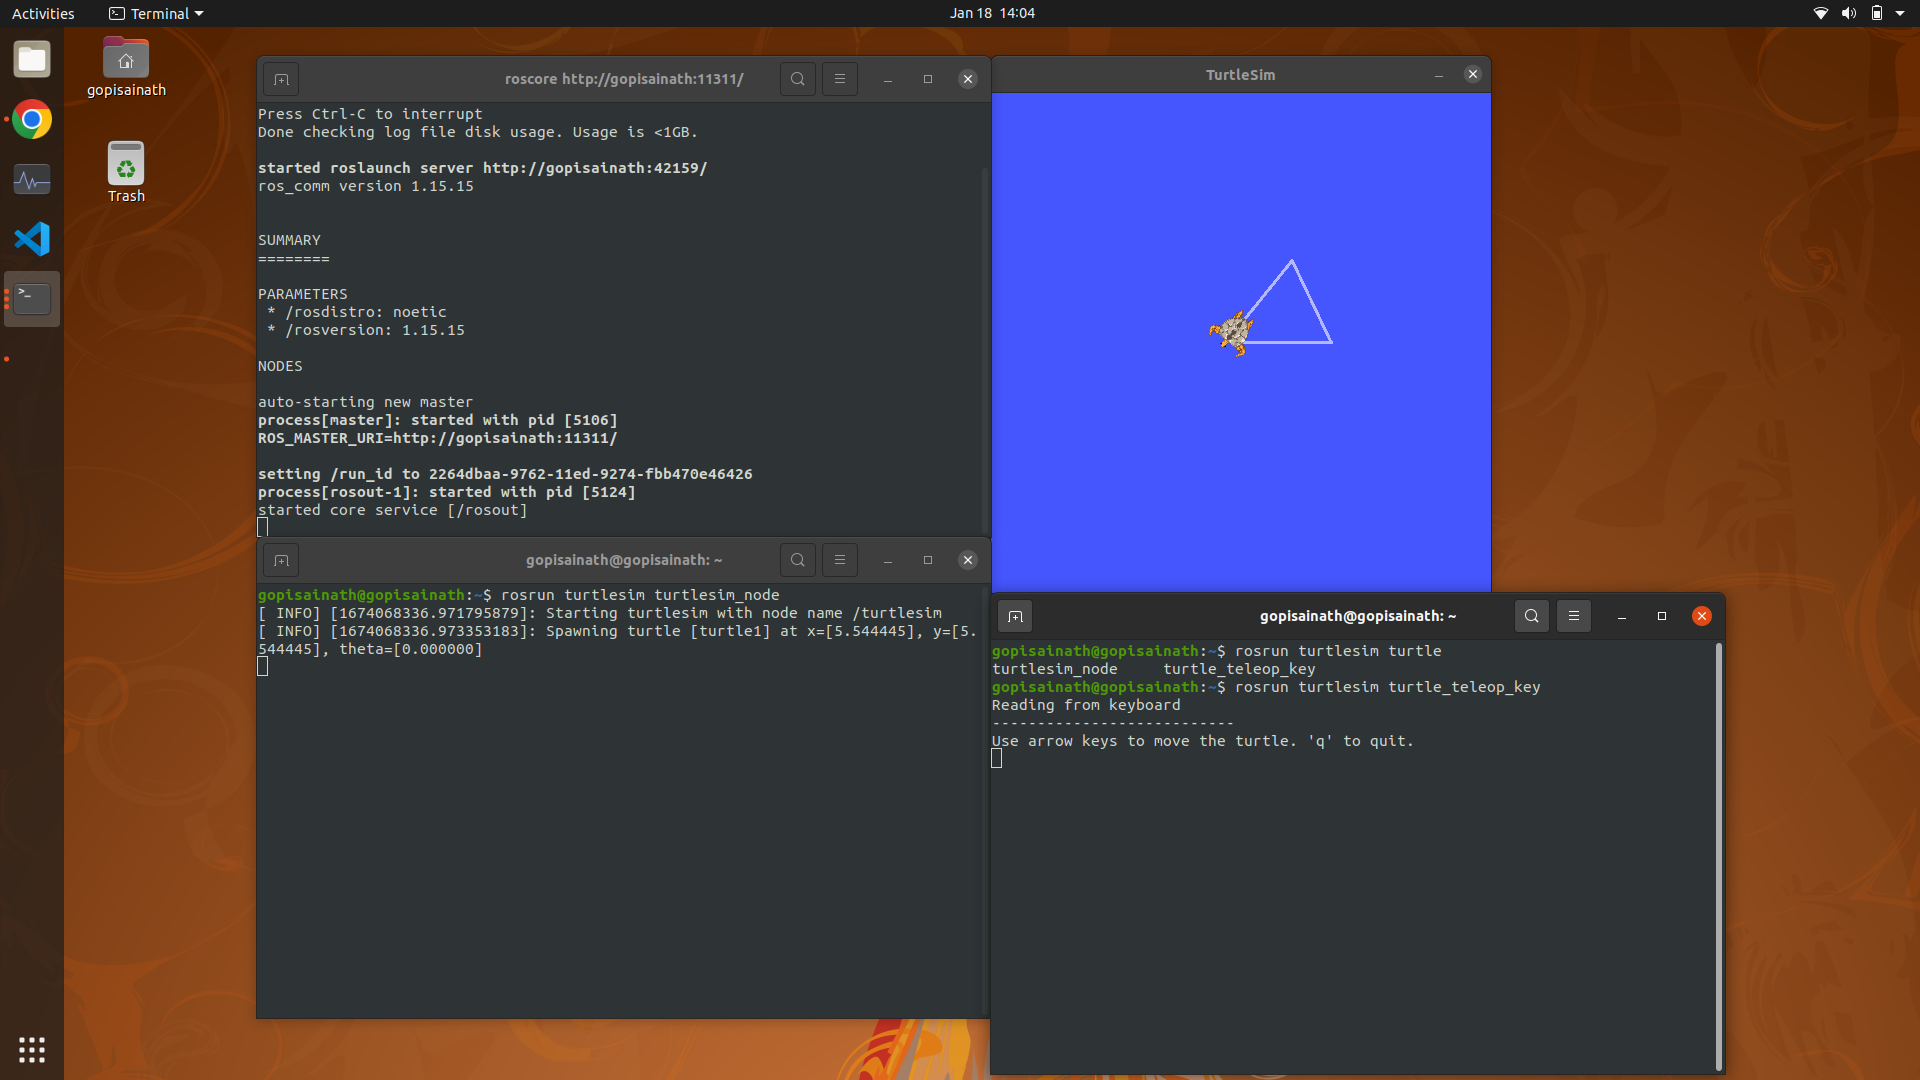 Activities
Terminal
Jan 18 14:04
gopisainath
Trash
roscore http://gopisainath:11311/
Press Ctrl-C to interrupt
Done checking log file disk usage. Usage is <1GB.
started roslaunch server http://gopisainath:42159/
ros_comm version 1.15.15
SUMMARY
========
PARAMETERS
* /rosdistro: noetic
* /rosversion: 1.15.15
NODES
auto-starting new master
process[master]: started with pid [5106]
ROS_MASTER_URI=http://gopisainath:11311/
setting /run_id to 2264dbaa-9762-11ed-9274-fbb470e46426
process[rosout-1]: started with pid [5124]
started core service [/rosout]
TurtleSim
gopisainath@gopisainath: ~
gopisainath@gopisainath:~$ rosrun turtlesim turtlesim_node
[ INFO] [1674068336.971795879]: Starting turtlesim with node name /turtlesim
[ INFO] [1674068336.973353183]: Spawning turtle [turtle1] at x=[5.544445], y=[5.
544445], theta=[0.000000]
gopisainath@gopisainath: ~
gopisainath@gopisainath:~$ rosrun turtlesim turtle
turtlesim_node     turtle_teleop_key
gopisainath@gopisainath:~$ rosrun turtlesim turtle_teleop_key
Reading from keyboard
---------------------------
Use arrow keys to move the turtle. 'q' to quit.